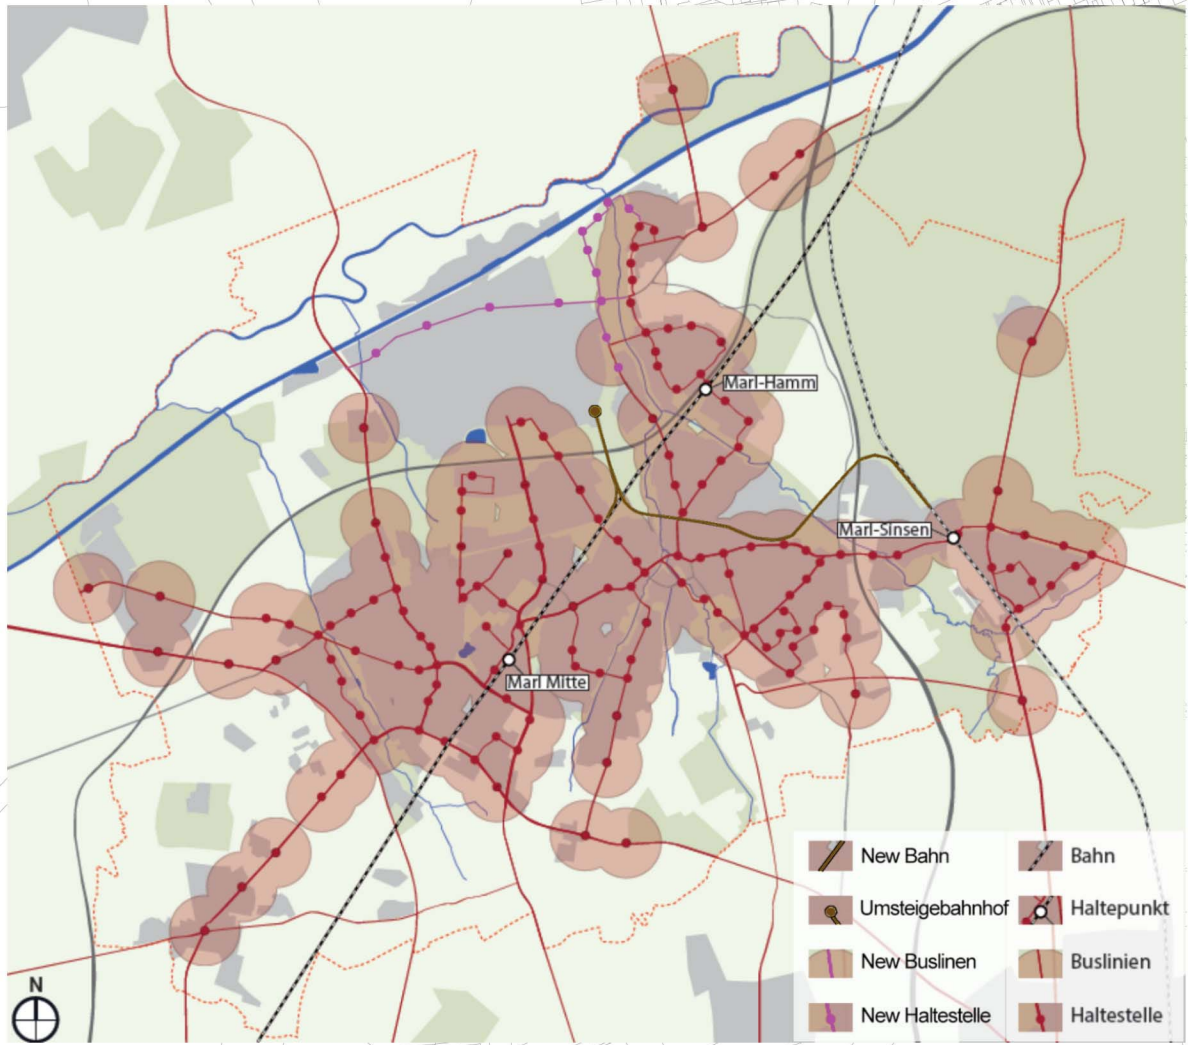 Marl-Hamm
Marl-Sinsen
Marl Mitte
New Bahn
Bahn
Umsteigebahnhof
Haltepunkt
New Buslinen
Buslinien
New Haltestelle
Haltestelle
N